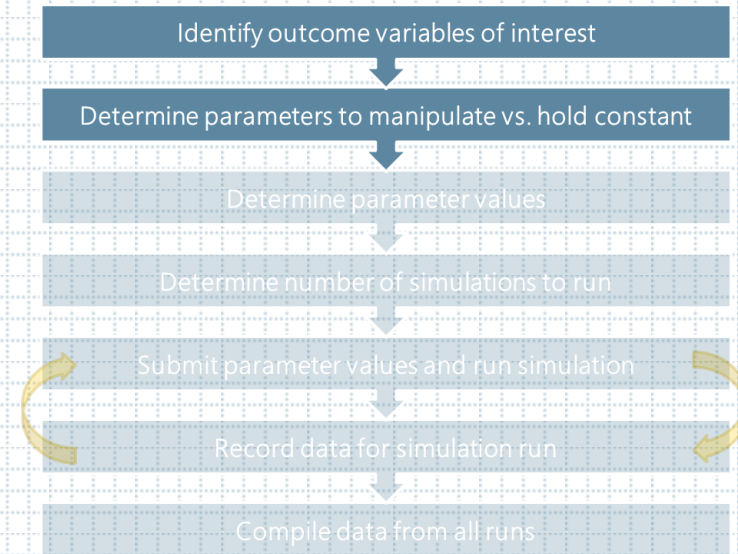 Identify outcome variables of interest
Determine parameters to manipulate vs. hold constant
Determine parameter values
Determine number of simulations to run
Submit parameter values and run simulation
Record data for simulation run
Compile data from all runs